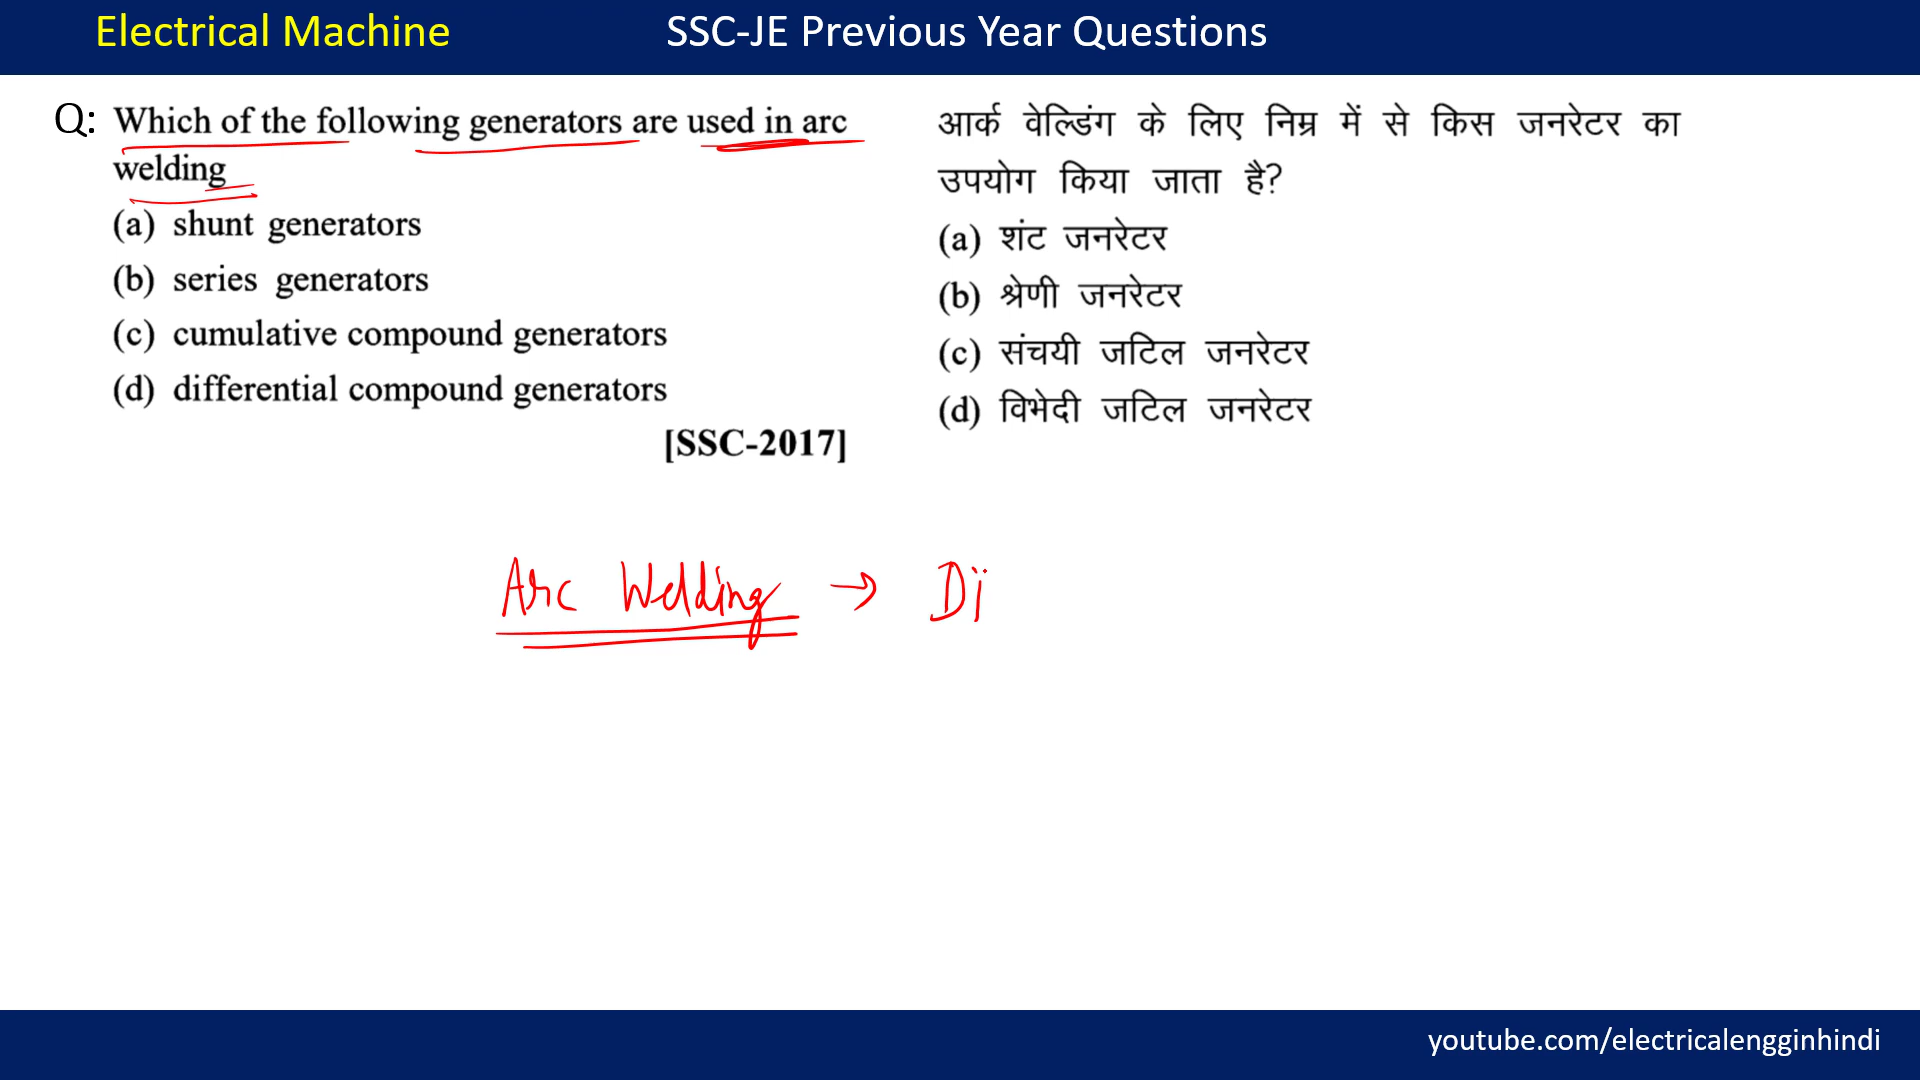 Electrical Machine SSC-JE Previous Year Questions
Q: Which of the following generators are used in arc
welding
(a) shunt generators
(b) series generators
(c) cumulative compound generators
(d) differential compound generators
[SSC-2017]
आर्क वेल्डिंग के लिए निम्न में से किस जनरेटर का
उपयोग किया जाता है?
(a) शंट जनरेटर
(b) श्रेणी जनरेटर
(c) संचयी जटिल जनरेटर
(d) विभेदी जटिल जनरेटर
Arc Welding → Di
youtube.com/electricalengginhindi